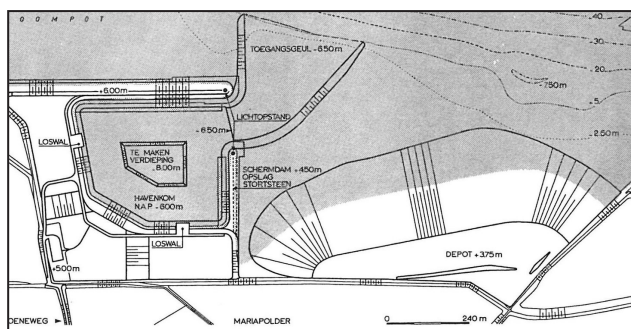 OOMPOT
TOEGANGSGEUL -6.50m
40
30
20
-7.50m
5
2.50m
+6.00m
-6.50m
LICHTOPSTAND
LOSWAL
TE MAKEN
VERDIEPING
-8.00m
SCHERMDAM +4.50m
OPSLAG
STORTSTEEN
HAVENKOM
N.A.P. -6.00m
LOSWAL
DEPOT +3.75m
+5.00m
DENEWEG
MARIAPOLDER
0 240 m